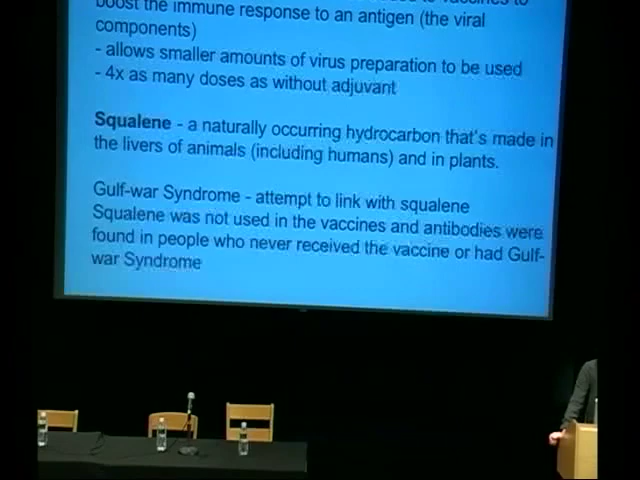 boost the immune response to an antigen (the viral
components)
- allows smaller amounts of virus preparation to be used
- 4x as many doses as without adjuvant
Squalene - a naturally occurring hydrocarbon that's made in
the livers of animals (including humans) and in plants.
Gulf-war Syndrome - attempt to link with squalene
Squalene was not used in the vaccines and antibodies were
found in people who never received the vaccine or had Gulf-
war Syndrome